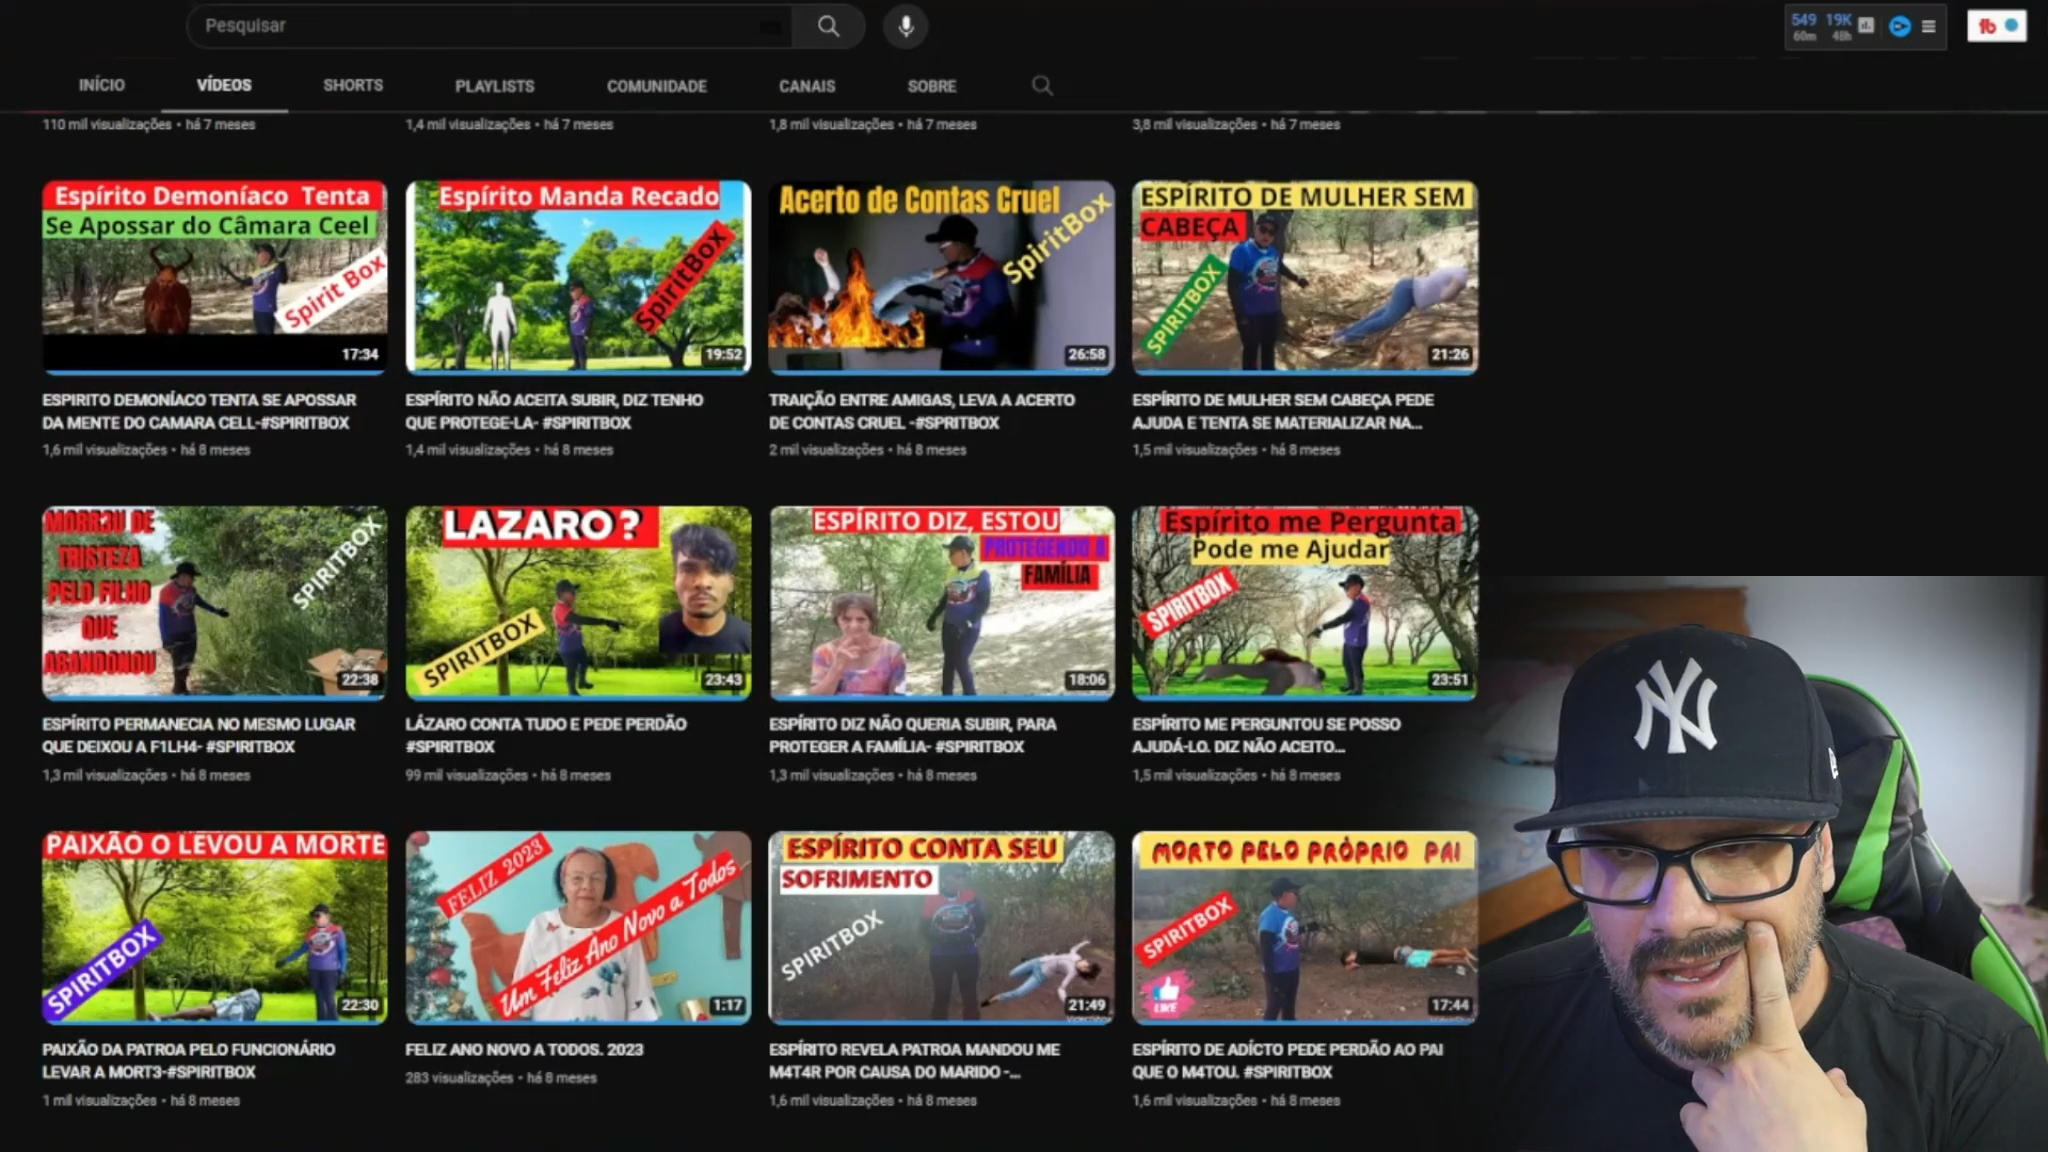 Pesquisar
549 19K
60m 48h
INÍCIO VÍDEOS SHORTS PLAYLISTS COMUNIDADE CANAIS SOBRE
110 mil visualizações • há 7 meses
1,4 mil visualizações • há 7 meses
1,8 mil visualizações • há 7 meses
3,8 mil visualizações • há 7 meses
Espírito Demoníaco Tenta
Se Apossar do Câmara Ceel
Spirit Box
17:34
Espírito Manda Recado
SpiritBox
19:52
Acerto de Contas Cruel
SpiritBox
26:58
ESPÍRITO DE MULHER SEM
CABEÇA
SPIRITBOX
21:26
ESPIRITO DEMONÍACO TENTA SE APOSSAR
DA MENTE DO CAMARA CELL-#SPIRITBOX
1,6 mil visualizações • há 8 meses
ESPÍRITO NÃO ACEITA SUBIR, DIZ TENHO
QUE PROTEGE-LA- #SPIRITBOX
1,4 mil visualizações • há 8 meses
TRAIÇÃO ENTRE AMIGAS, LEVA A ACERTO
DE CONTAS CRUEL -#SPRITBOX
2 mil visualizações • há 8 meses
ESPÍRITO DE MULHER SEM CABEÇA PEDE
AJUDA E TENTA SE MATERIALIZAR NA...
1,5 mil visualizações • há 8 meses
MORR3U DE
TRISTEZA
PELO FILHO
QUE
ABANDONOU
SPIRITBOX
22:38
LAZARO?
SPIRITBOX
23:43
ESPÍRITO DIZ, ESTOU
PROTEGENDO A
FAMÍLIA
18:06
Espírito me Pergunta
Pode me Ajudar
SPIRITBOX
23:51
ESPÍRITO PERMANECIA NO MESMO LUGAR
QUE DEIXOU A F1LH4- #SPIRITBOX
1,3 mil visualizações • há 8 meses
LÁZARO CONTA TUDO E PEDE PERDÃO
#SPIRITBOX
99 mil visualizações • há 8 meses
ESPÍRITO DIZ NÃO QUERIA SUBIR, PARA
PROTEGER A FAMÍLIA- #SPIRITBOX
1,3 mil visualizações • há 8 meses
ESPÍRITO ME PERGUNTOU SE POSSO
AJUDÁ-LO. DIZ NÃO ACEITO...
1,5 mil visualizações • há 8 meses
PAIXÃO O LEVOU A MORTE
SPIRITBOX
22:30
FELIZ 2023
Um Feliz Ano Novo a Todos
1:17
ESPÍRITO CONTA SEU
SOFRIMENTO
SPIRITBOX
21:49
MORTO PELO PRÓPRIO PAI
SPIRITBOX
LIKE
17:44
PAIXÃO DA PATROA PELO FUNCIONÁRIO
LEVAR A MORT3-#SPIRITBOX
1 mil visualizações • há 8 meses
FELIZ ANO NOVO A TODOS. 2023
283 visualizações • há 8 meses
ESPÍRITO REVELA PATROA MANDOU ME
M4T4R POR CAUSA DO MARIDO -...
1,6 mil visualizações • há 8 meses
ESPÍRITO DE ADÍCTO PEDE PERDÃO AO PAI
QUE O M4TOU. #SPIRITBOX
1,6 mil visualizações • há 8 meses
NY